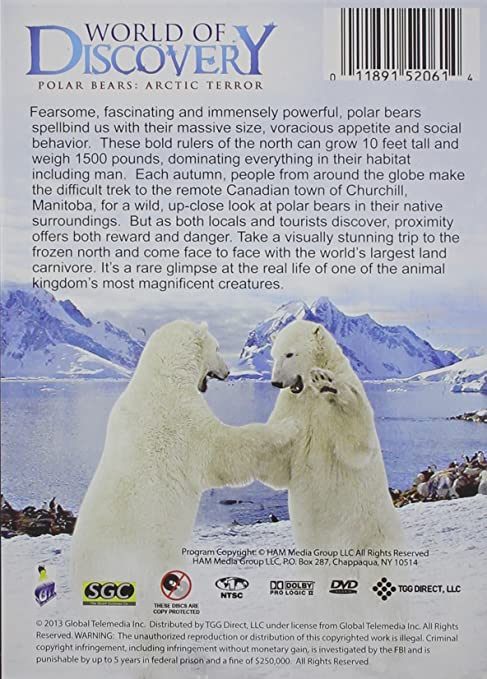 WORLD OF
DISCOVERY
POLAR BEARS: ARCTIC TERROR
0 11891 52061 4
Fearsome, fascinating and immensely powerful, polar bears
spellbind us with their massive size, voracious appetite and social
behavior. These bold rulers of the north can grow 10 feet tall and
weigh 1500 pounds, dominating everything in their habitat
including man. Each autumn, people from around the globe make
the difficult trek to the remote Canadian town of Churchill,
Manitoba, for a wild, up-close look at polar bears in their native
surroundings. But as both locals and tourists discover, proximity
offers both reward and danger. Take a visually stunning trip to the
frozen north and come face to face with the world's largest land
carnivore. It's a rare glimpse at the real life of one of the animal
kingdom's most magnificent creatures.
Program Copyright: © HAM Media Group LLC All Rights Reserved
HAM Media Group LLC, P.O. Box 287, Chappaqua, NY 10514
SGC
THESE DISCS ARE
COPY PROTECTED
NTSC
DOLBY
PRO LOGIC II
DVD
TGG DIRECT, LLC
© 2013 Global Telemedia Inc. Distributed by TGG Direct, LLC under license from Global Telemedia Inc. All Rights
Reserved. WARNING: The unauthorized reproduction or distribution of this copyrighted work is illegal. Criminal
copyright infringement, including infringement without monetary gain, is investigated by the FBI and is
punishable by up to 5 years in federal prison and a fine of $250,000. All Rights Reserved.